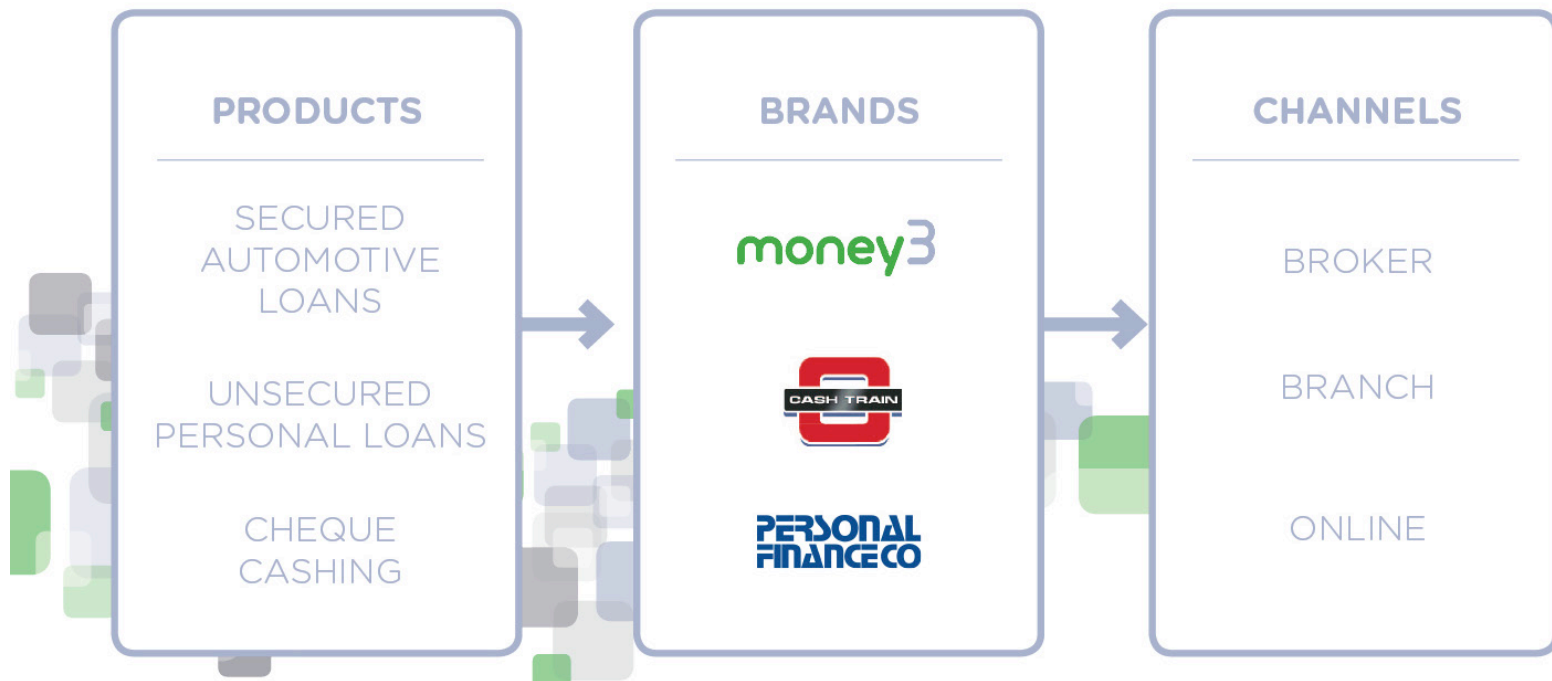 PRODUCTS
SECURED
AUTOMOTIVE
LOANS
UNSECURED
PERSONAL LOANS
CHEQUE
CASHING
BRANDS
money3
CASH TRAIN
PERSONAL
FINANCE CO
CHANNELS
BROKER
BRANCH
ONLINE